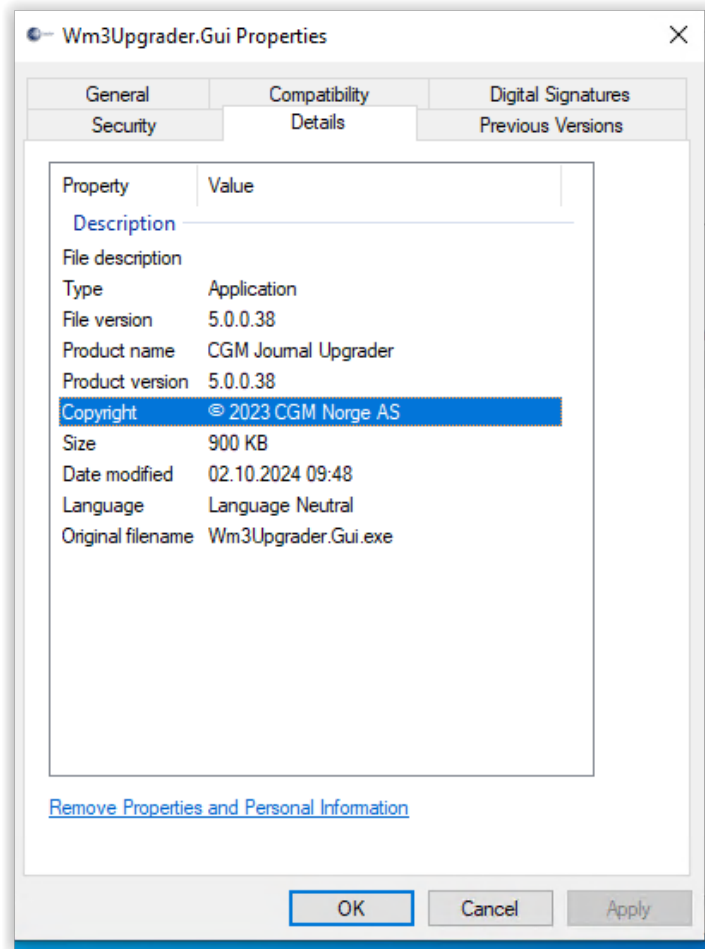 Wm3Upgrader.Gui Properties
General Compatibility Digital Signatures
Security Details Previous Versions
Property Value
Description
File description
Type Application
File version 5.0.0.38
Product name CGM Journal Upgrader
Product version 5.0.0.38
Copyright © 2023 CGM Norge AS
Size 900 KB
Date modified 02.10.2024 09:48
Language Language Neutral
Original filename Wm3Upgrader.Gui.exe
Remove Properties and Personal Information
OK Cancel Apply